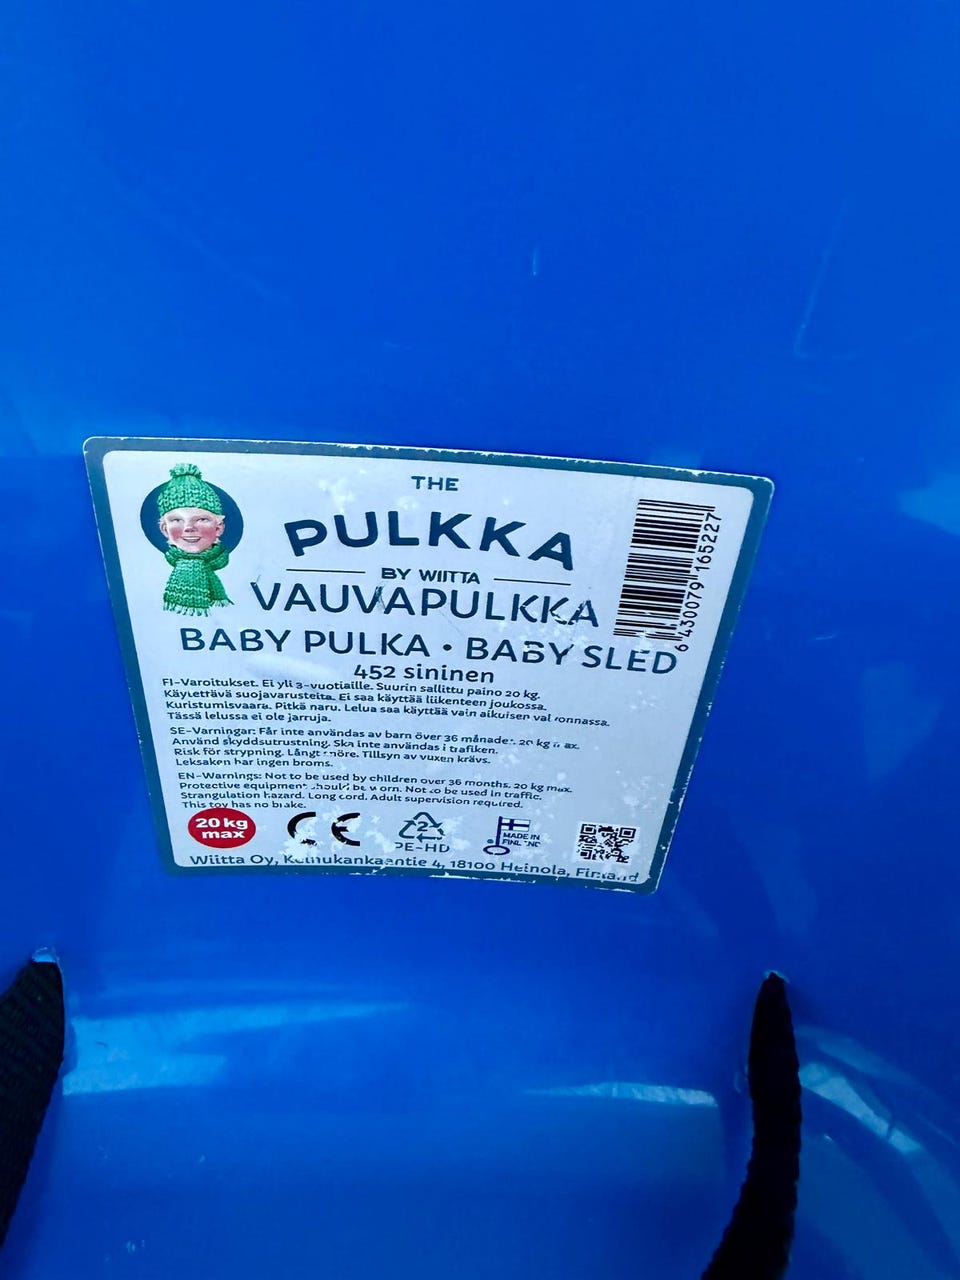 THE
PULKKA
BY WIITTA
VAUVAPULKKA
BABY PULKA • BABY SLED
452 sininen
FI-Varoitukset. Ei yli 3-vuotiaille. Suurin sallittu paino 20 kg.
Käytettävä suojavarusteita. Ei saa käyttää liikenteen joukossa.
Kuristumisvaara. Pitkä naru. Lelua saa käyttää vain aikuisen valvonnassa.
Tässä lelussa ei ole jarruja.
SE-Varningar: Får inte användas av barn över 36 månader. 20 kg max.
Använd skyddsutrustning. Ska inte användas i trafiken.
Risk för strypning. Långt snöre. Tillsyn av vuxen krävs.
Leksaken har ingen broms.
EN-Warnings: Not to be used by children over 36 months. 20 kg max.
Protective equipment should be worn. Not to be used in traffic.
Strangulation hazard. Long cord. Adult supervision required.
This toy has no brake.
20 kg
max
CE
2
PE-HD
MADE IN
FINLAND
Wiitta Oy, Keinukankaantie 4, 18100 Heinola, Finland
6 430079 165227